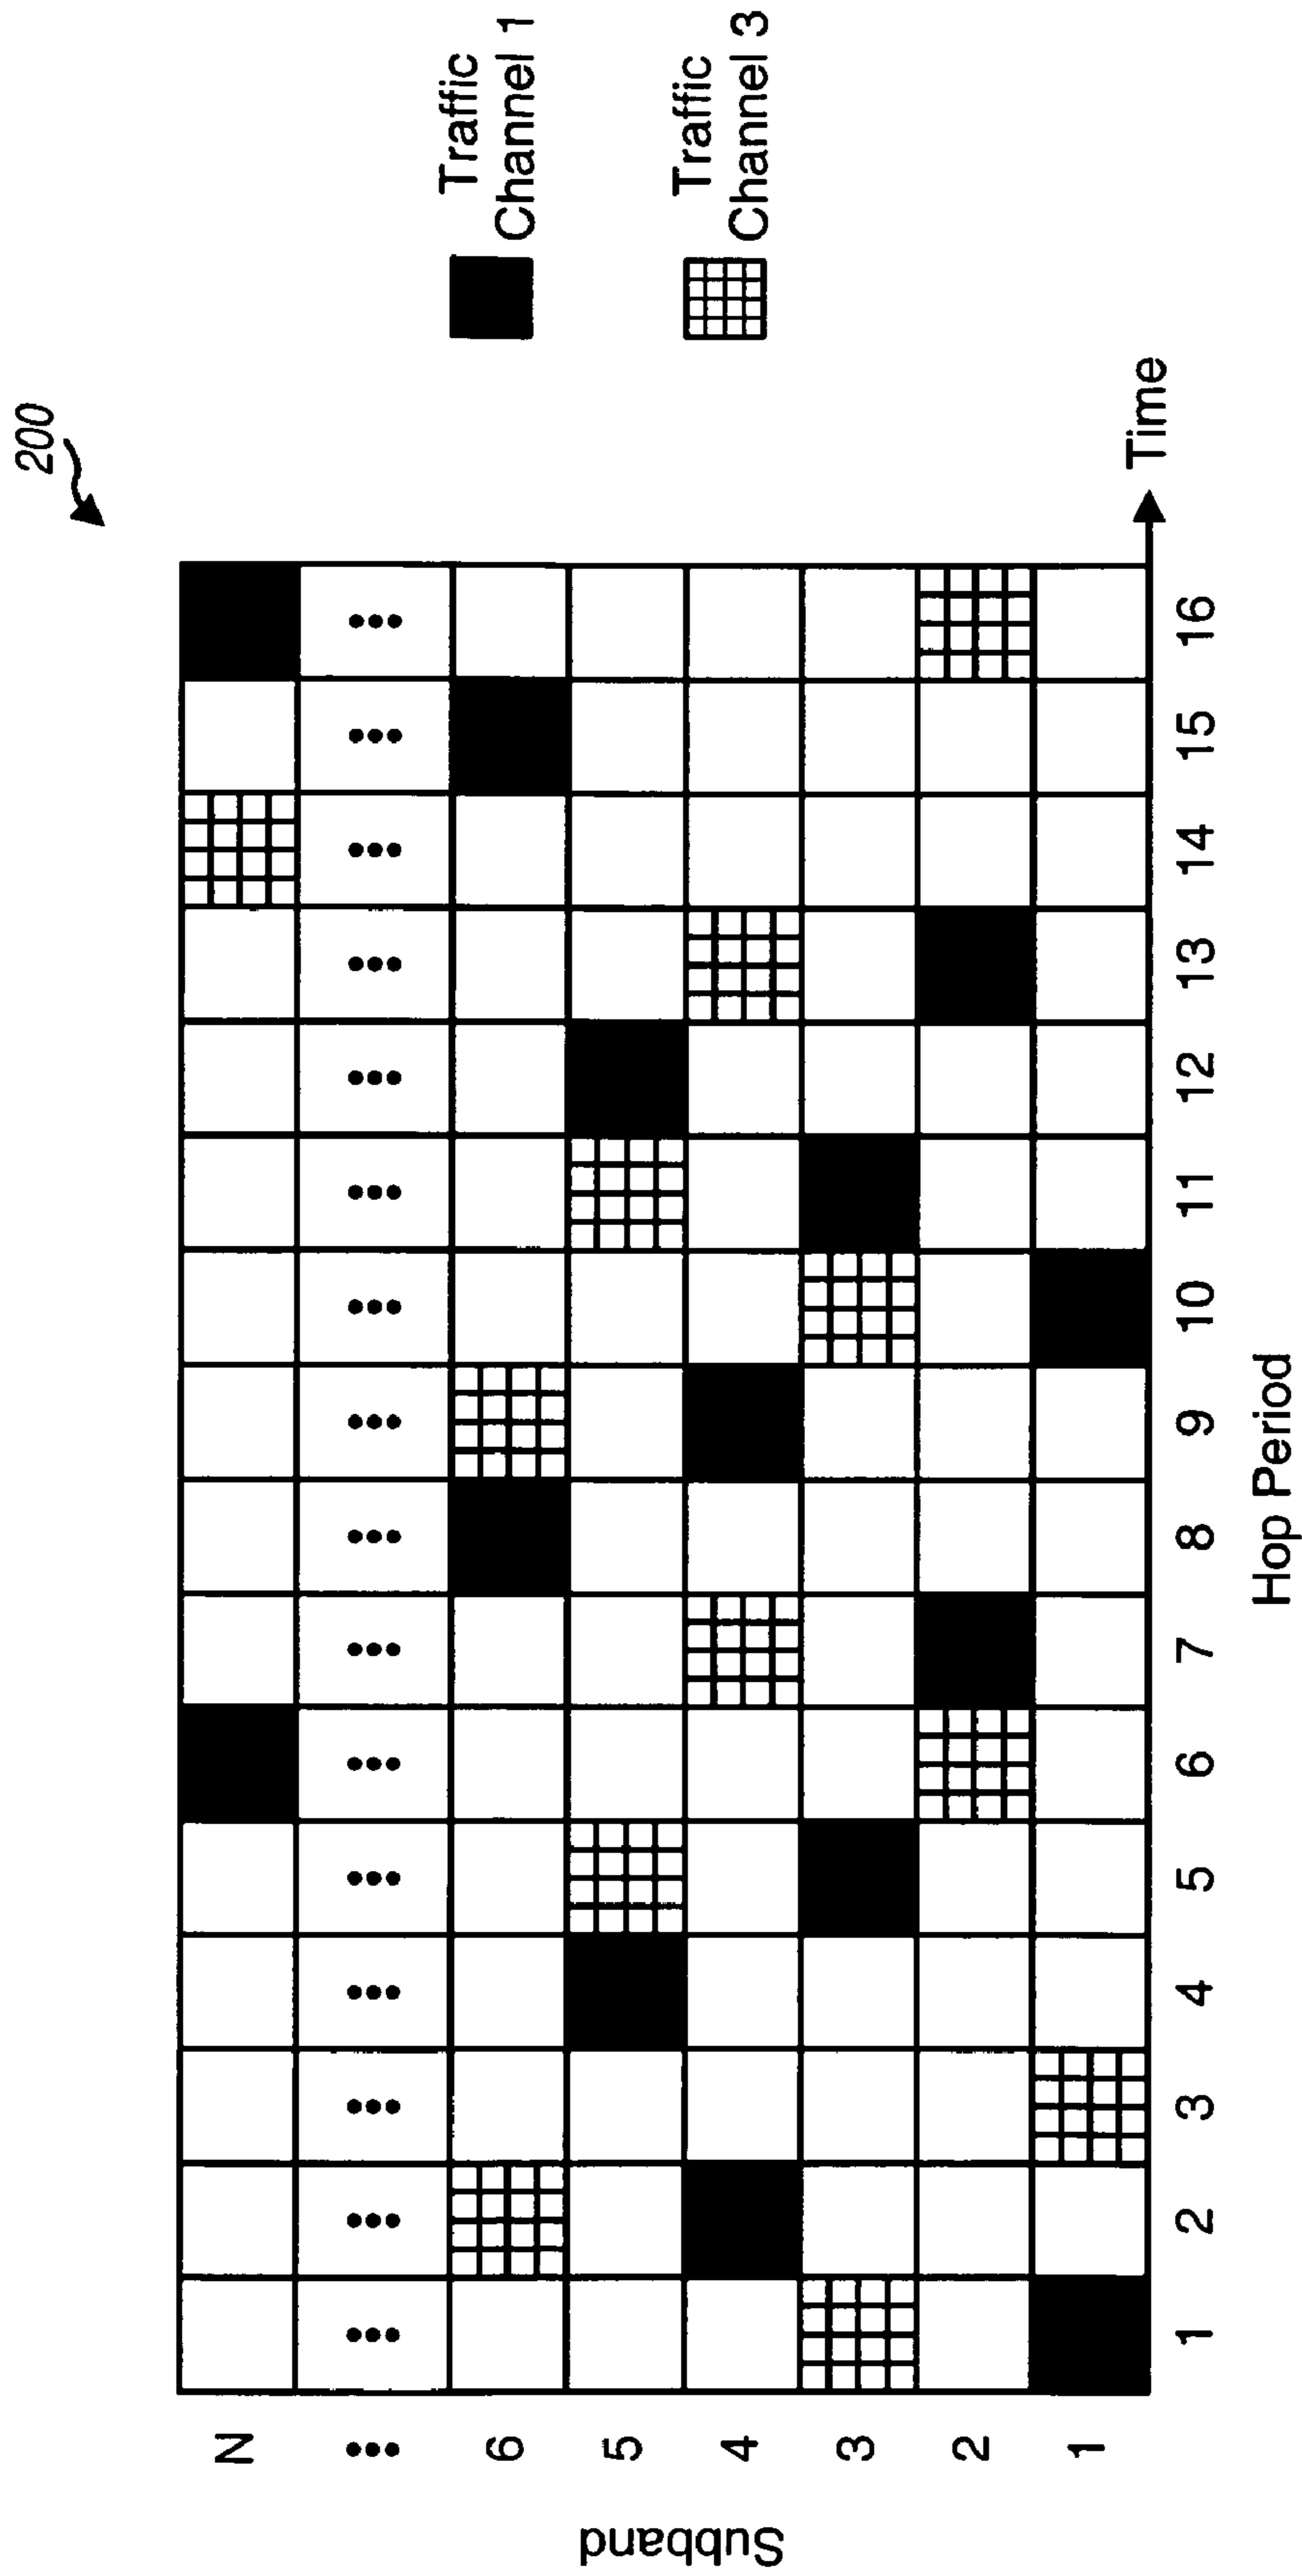 200
Subband
N
•••
6
5
4
3
2
1
••• ••• ••• ••• ••• ••• ••• ••• ••• ••• ••• ••• ••• ••• ••• •••
1 2 3 4 5 6 7 8 9 10 11 12 13 14 15 16
Time
Hop Period
Traffic
Channel 1
Traffic
Channel 3